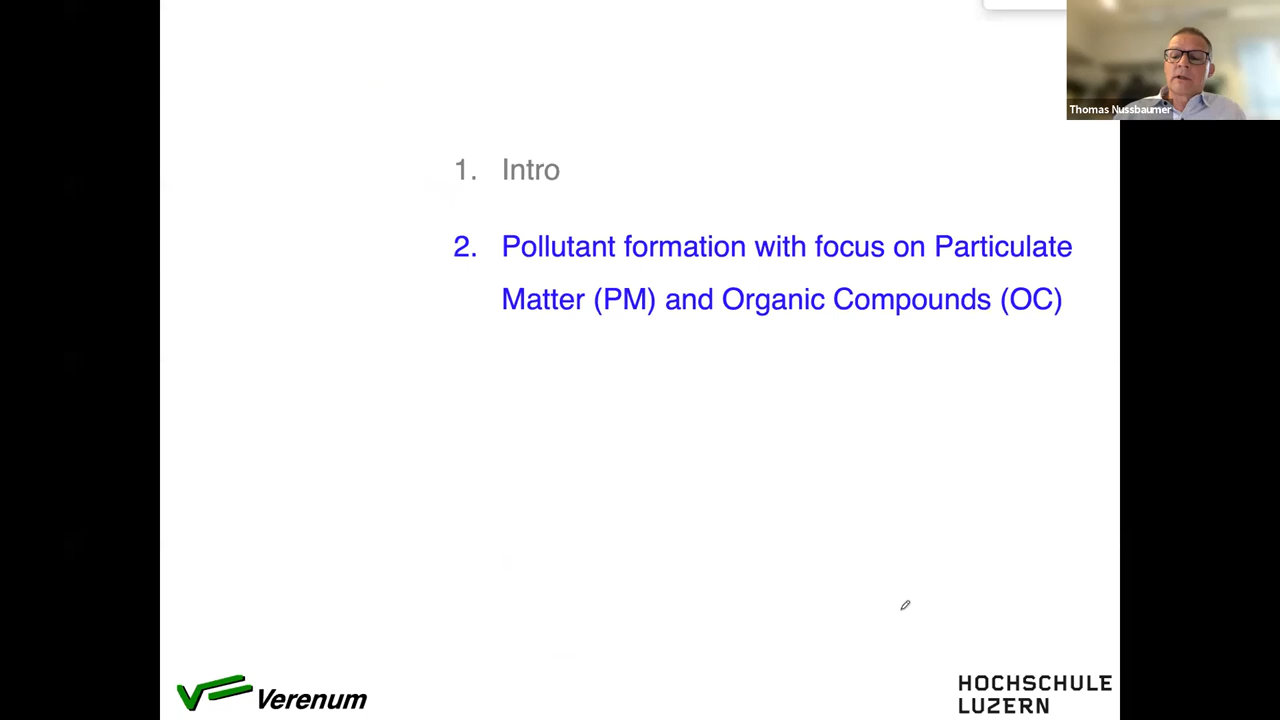 Thomas Nussbaumer
1. Intro
2. Pollutant formation with focus on Particulate
Matter (PM) and Organic Compounds (OC)
Verenum
HOCHSCHULE
LUZERN